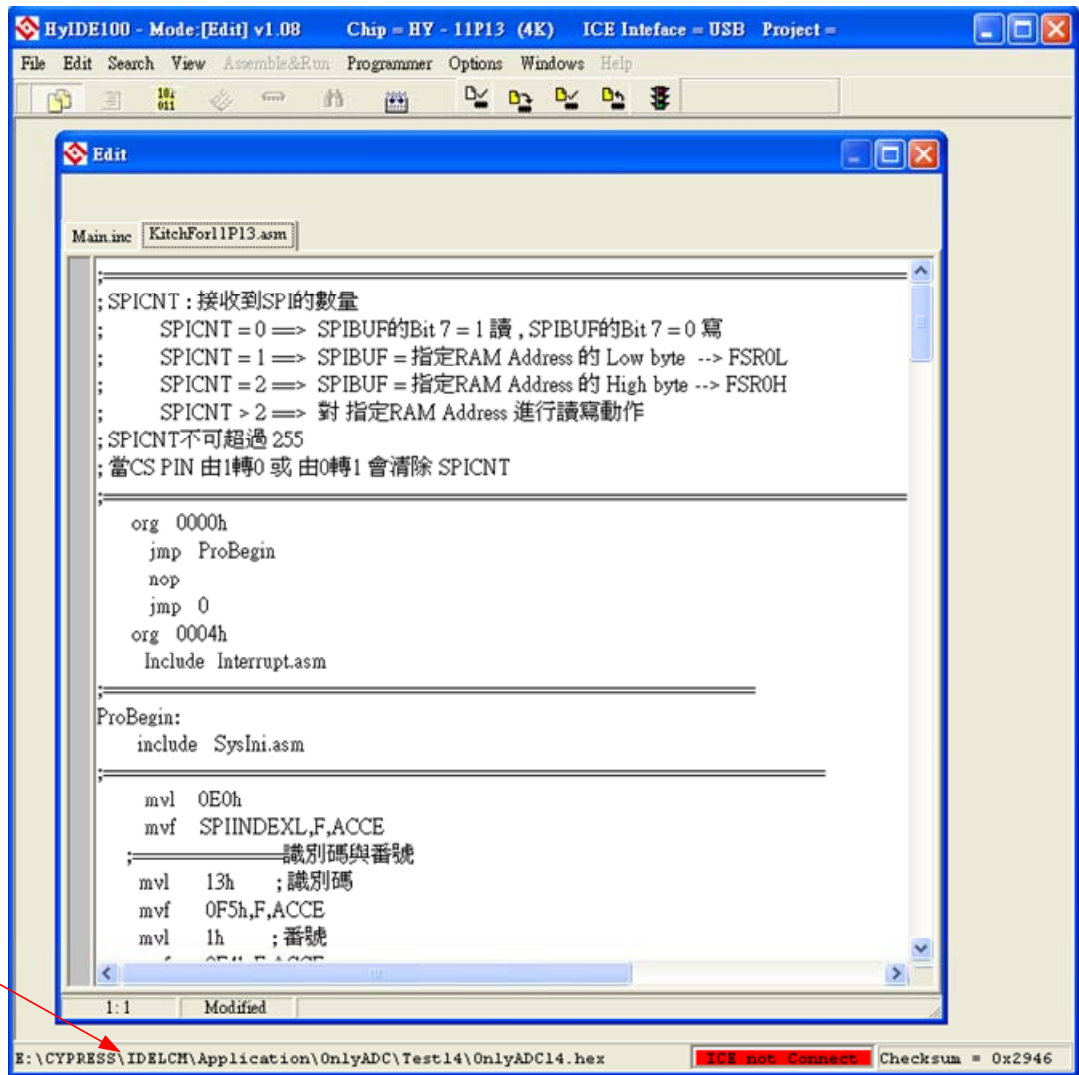 HyIDE100 - Mode:[Edit] v1.08 Chip = HY - 11P13 (4K) ICE Inteface = USB Project =
File Edit Search View Assemble&Run Programmer Options Windows Help
Edit
Main.inc KitchFor11P13.asm
;
; SPICNT : 接收到SPI的數量
; SPICNT = 0 ==> SPIBUF的Bit 7 = 1 讀 , SPIBUF的Bit 7 = 0 寫
; SPICNT = 1 ==> SPIBUF = 指定RAM Address 的 Low byte --> FSR0L
; SPICNT = 2 ==> SPIBUF = 指定RAM Address 的 High byte --> FSR0H
; SPICNT > 2 ==> 對 指定RAM Address 進行讀寫動作
; SPICNT不可超過 255
; 當CS PIN 由1轉0 或 由0轉1 會清除 SPICNT
;
org 0000h
jmp ProBegin
nop
jmp 0
org 0004h
Include Interrupt.asm
;
ProBegin:
include SysIni.asm
;
mvl 0E0h
mvf SPIINDEXL,F,ACCE
; 識別碼與番號
mvl 13h ; 識別碼
mvf 0F5h,F,ACCE
mvl 1h ; 番號
1: 1 Modified
E:\CYPRESS\IDELCM\Application\OnlyADC\Test14\OnlyADC14.hex ICE not Connect Checksum = 0x2946